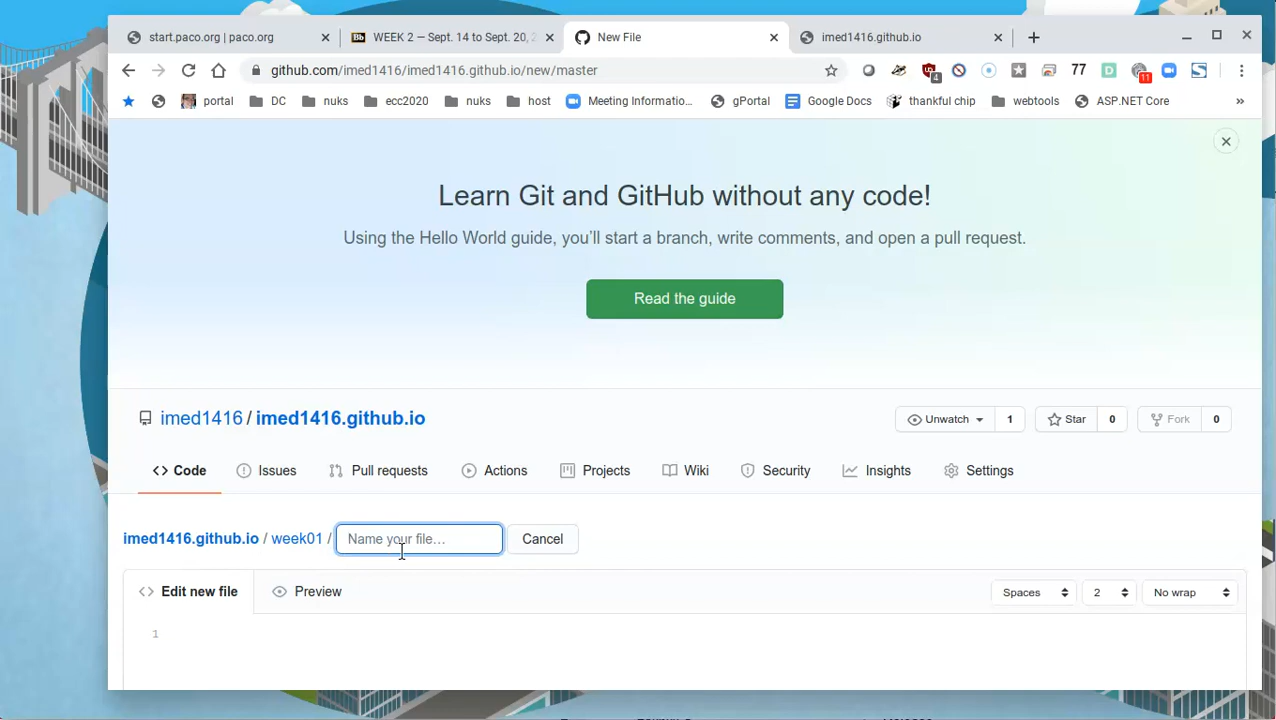 start.paco.org | paco.org
Bb WEEK 2 — Sept. 14 to Sept. 20, 2
New File
imed1416.github.io
github.com/imed1416/imed1416.github.io/new/master
4
77
D
11
portal
DC
nuks
ecc2020
nuks
host
Meeting Informatio...
gPortal
Google Docs
thankful chip
webtools
ASP.NET Core
»
Learn Git and GitHub without any code!
Using the Hello World guide, you'll start a branch, write comments, and open a pull request.
Read the guide
imed1416 / imed1416.github.io
Unwatch 1
Star 0
Fork 0
<> Code
Issues
Pull requests
Actions
Projects
Wiki
Security
Insights
Settings
imed1416.github.io / week01 / Name your file... Cancel
<> Edit new file
Preview
Spaces
2
No wrap
1